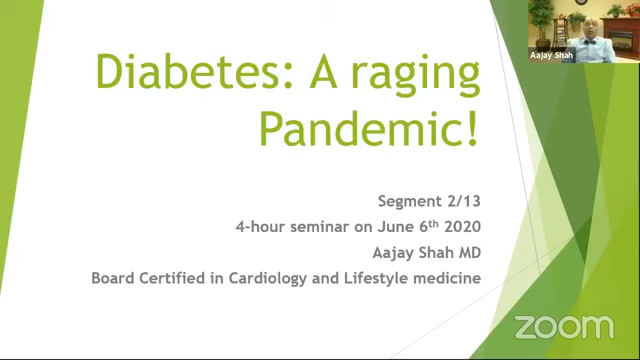 Diabetes: A raging
Pandemic!
Segment 2/13
4-hour seminar on June 6th 2020
Aajay Shah MD
Board Certified in Cardiology and Lifestyle medicine
Aajay Shah
zoom